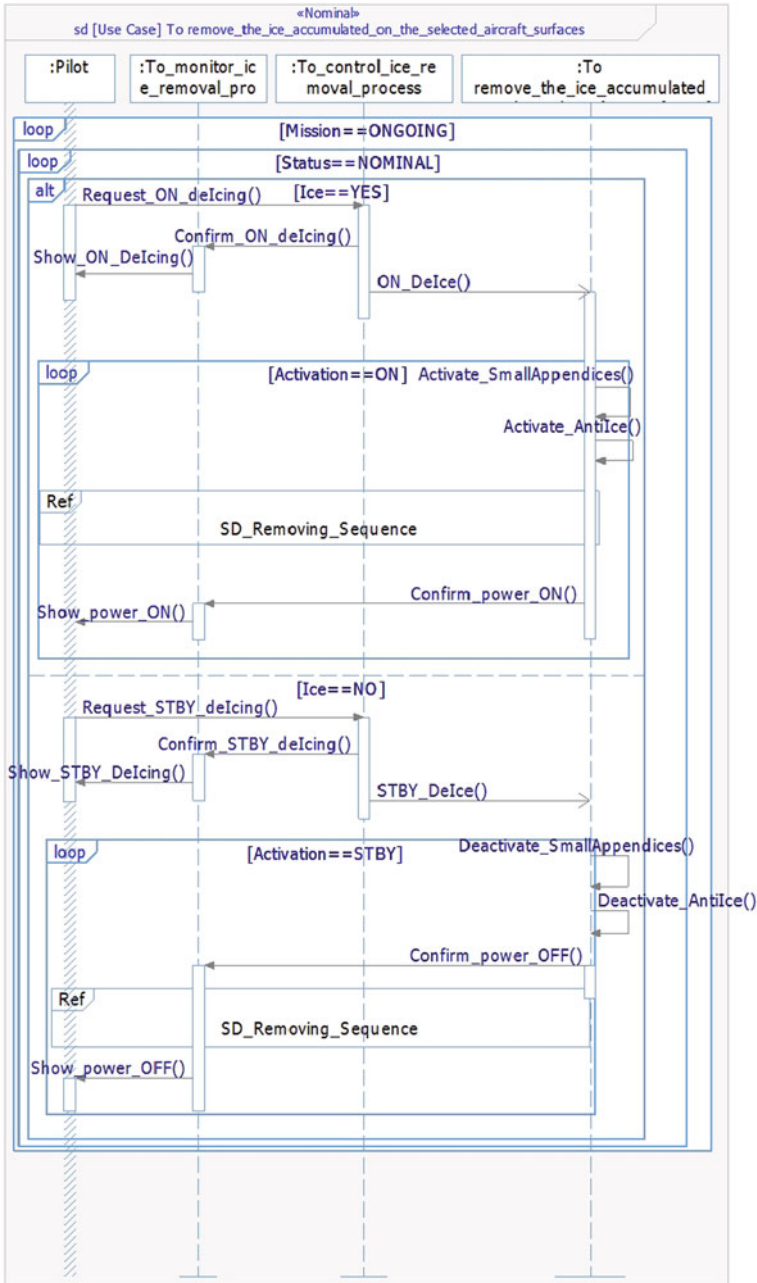 «Nominal»
sd [Use Case] To remove_the_ice_accumulated_on_the_selected_aircraft_surfaces
:Pilot
:To_monitor_ic
e_removal_pro
:To_control_ice_re
moval_process
:To
remove_the_ice_accumulated
loop
[Mission==ONGOING]
loop
[Status==NOMINAL]
alt
[Ice==YES]
Request_ON_deIcing()
Confirm_ON_deIcing()
Show_ON_DeIcing()
ON_DeIce()
loop
[Activation==ON]
Activate_SmallAppendices()
Activate_AntiIce()
Ref
SD_Removing_Sequence
Confirm_power_ON()
Show_power_ON()
[Ice==NO]
Request_STBY_deIcing()
Confirm_STBY_deIcing()
Show_STBY_DeIcing()
STBY_DeIce()
loop
[Activation==STBY]
Deactivate_SmallAppendices()
Deactivate_AntiIce()
Confirm_power_OFF()
Ref
SD_Removing_Sequence
Show_power_OFF()